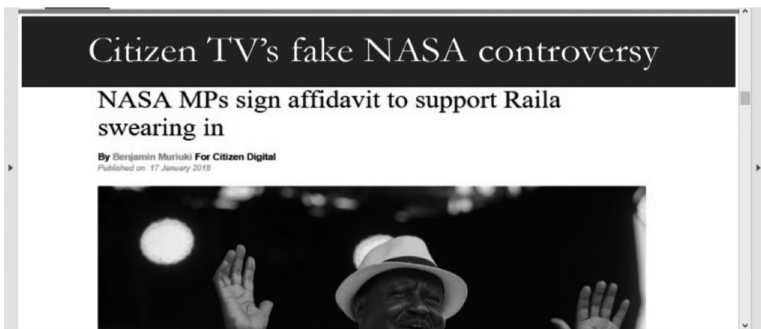 Citizen TV's fake NASA controversy
NASA MPs sign affidavit to support Raila
swearing in
By Benjamin Muriuki For Citizen Digital
Published on 17 January 2018